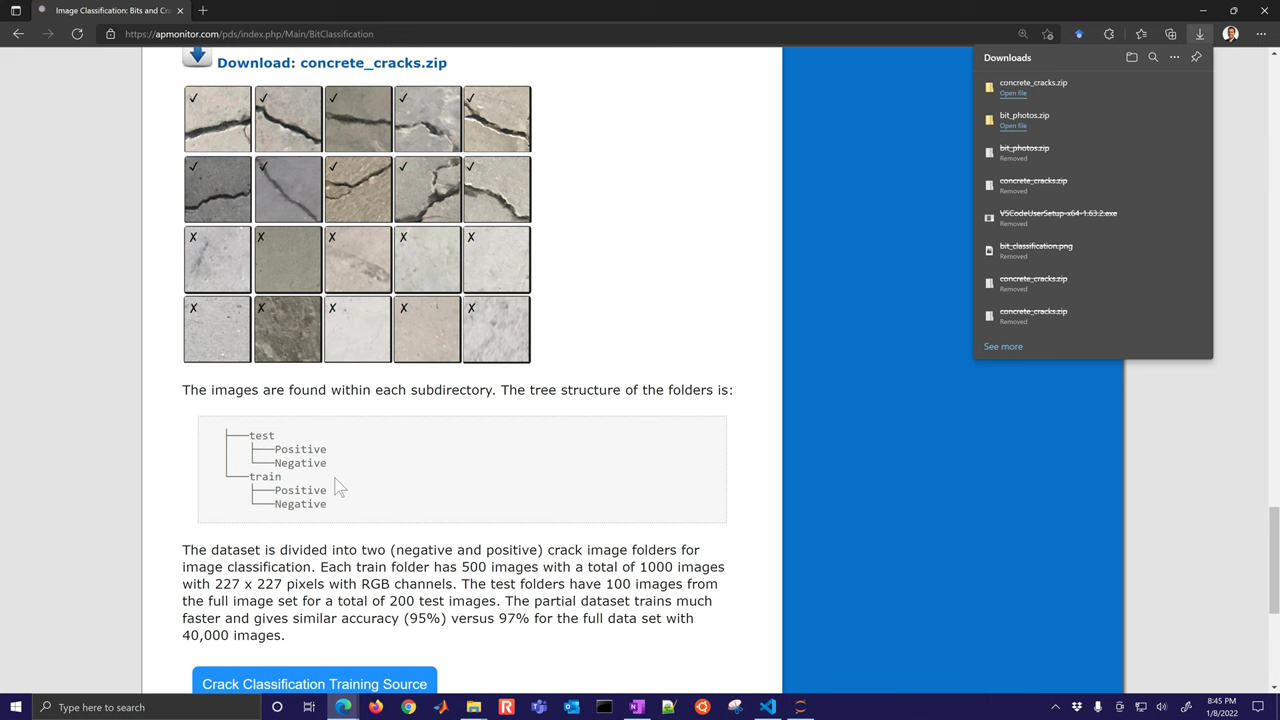 Image Classification: Bits and Cr
https://apmonitor.com/pds/index.php/Main/BitClassification
Download: concrete_cracks.zip
The images are found within each subdirectory. The tree structure of the folders is:
├──test
├──Positive
└──Negative
└──train
├──Positive
└──Negative
The dataset is divided into two (negative and positive) crack image folders for
image classification. Each train folder has 500 images with a total of 1000 images
with 227 x 227 pixels with RGB channels. The test folders have 100 images from
the full image set for a total of 200 test images. The partial dataset trains much
faster and gives similar accuracy (95%) versus 97% for the full data set with
40,000 images.
Crack Classification Training Source
Downloads
concrete_cracks.zip
Open file
bit_photos.zip
Open file
bit_photos.zip
Removed
concrete_cracks.zip
Removed
VSCodeUserSetup-x64-1.63.2.exe
Removed
bit_classification.png
Removed
concrete_cracks.zip
Removed
concrete_cracks.zip
Removed
See more
Type here to search
8:45 PM
1/8/2022